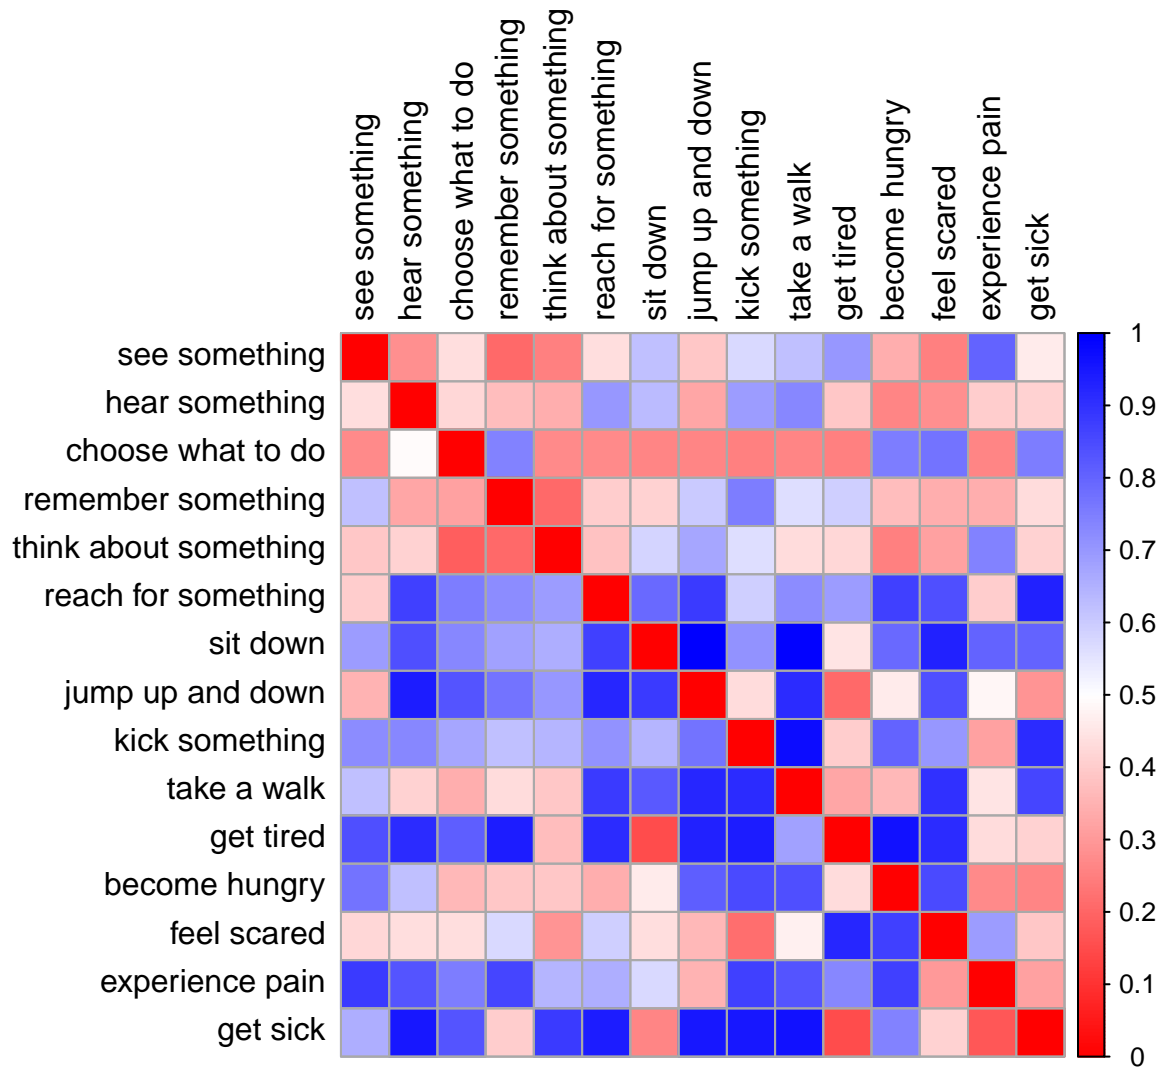 see something
hear something
choose what to do
remember something
think about something
reach for something
sit down
jump up and down
kick something
take a walk
get tired
become hungry
feel scared
experience pain
get sick
see something
hear something
choose what to do
remember something
think about something
reach for something
sit down
jump up and down
kick something
take a walk
get tired
become hungry
feel scared
experience pain
get sick
1
0.9
0.8
0.7
0.6
0.5
0.4
0.3
0.2
0.1
0